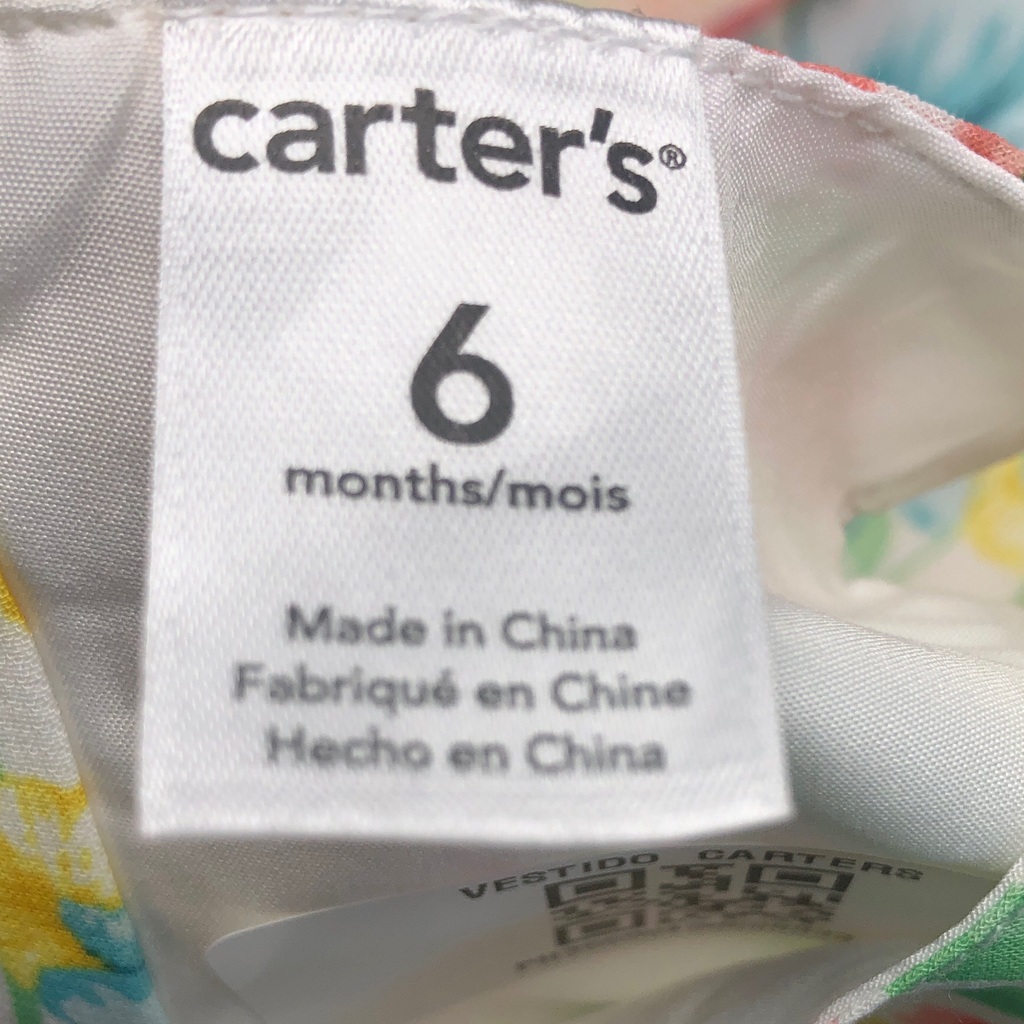 carter's®
6
months/mois
Made in China
Fabriqué en Chine
Hecho en China
VESTIDO CARTERS